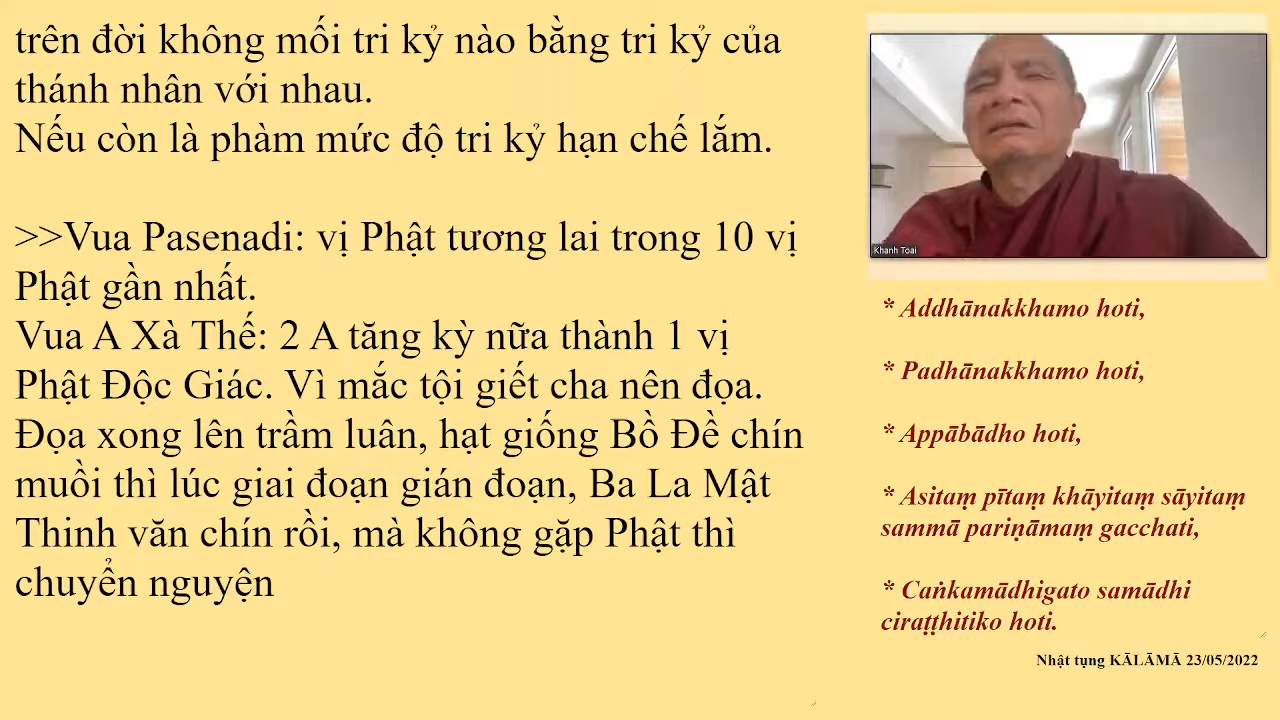 trên đời không mối tri kỷ nào bằng tri kỷ của
thánh nhân với nhau.
Nếu còn là phàm mức độ tri kỷ hạn chế lắm.
>>Vua Pasenadi: vị Phật tương lai trong 10 vị
Phật gần nhất.
Vua A Xà Thế: 2 A tăng kỳ nữa thành 1 vị
Phật Độc Giác. Vì mắc tội giết cha nên đọa.
Đọa xong lên trầm luân, hạt giống Bồ Đề chín
muồi thì lúc giai đoạn gián đoạn, Ba La Mật
Thinh văn chín rồi, mà không gặp Phật thì
chuyển nguyện
Khanh Toai
* Addhānakkhamo hoti,
* Padhānakkhamo hoti,
* Appābādho hoti,
* Asitaṃ pītaṃ khāyitaṃ sāyitaṃ
sammā pariṇāmaṃ gacchati,
* Caṅkamādhigato samādhi
ciraṭṭhitiko hoti.
Nhật tụng KĀLĀMĀ 23/05/2022